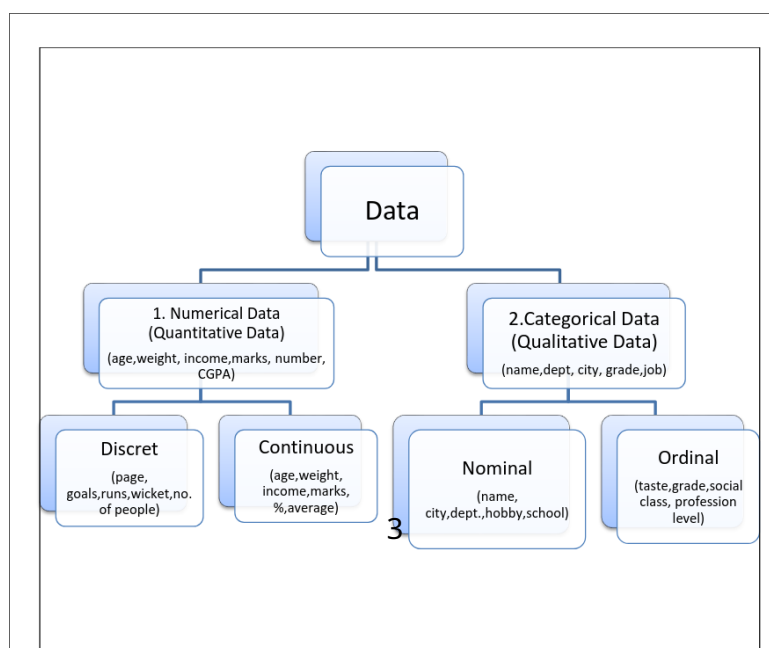 Data
1. Numerical Data
(Quantitative Data)
(age,weight, income,marks, number,
CGPA)
2.Categorical Data
(Qualitative Data)
(name,dept, city, grade,job)
Discret
(page,
goals,runs,wicket,no.
of people)
Continuous
(age,weight,
income,marks,
%,average)
Nominal
(name,
city,dept.,hobby,school)
Ordinal
(taste,grade,social
class, profession
level)
3